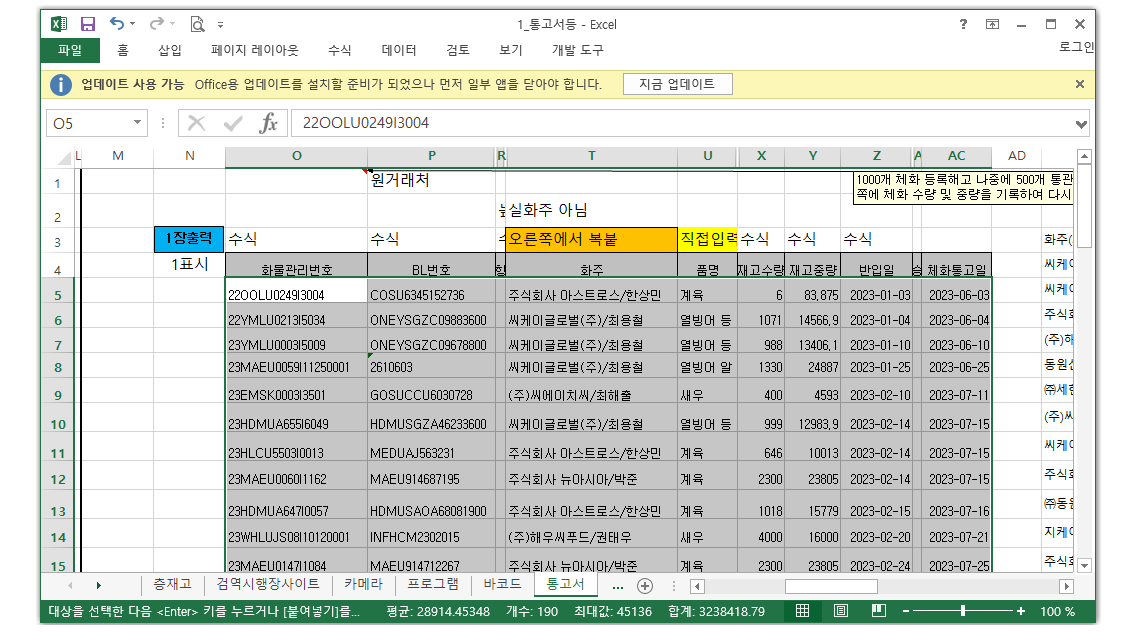 1_통고서등 - Excel
?
파일 홈 삽입 페이지 레이아웃 수식 데이터 검토 보기 개발 도구 로그인
업데이트 사용 가능 Office용 업데이트를 설치할 준비가 되었으나 먼저 일부 앱을 닫아야 합니다. 지금 업데이트
O5 fx 22OOLU0249I3004
L M N O P R T U X Y Z A AC AD
1 원거래처 1000개 체화 등록해고 나중에 500개 통관
쪽에 체화 수량 및 중량을 기록하여 다시
2 실화주 아님
3 1장출력 수식 수식 오른쪽에서 복붙 직접입력 수식 수식 수식 화주(
4 1표시 화물관리번호 BL번호 화주 품명 재고수량 재고중량 반입일 체화통고일 씨케이
5 22OOLU0249I3004 COSU6345152736 주식회사 아스트로스/한상민 계육 6 83,875 2023-01-03 2023-06-03 씨케이
6 22YMLU0213I5034 ONEYSGZC09883600 씨케이글로벌(주)/최용철 열빙어 등 1071 14566,9 2023-01-04 2023-06-04 주식회
7 23YMLU0003I5009 ONEYSGZC09678800 씨케이글로벌(주)/최용철 열빙어 등 988 13406,1 2023-01-10 2023-06-10 (주)해
8 23MAEU0059I11250001 2610603 씨케이글로벌(주)/최용철 열빙어 알 1330 24887 2023-01-25 2023-06-25 동원산
9 23EMSK0003I3501 GOSUCCU6030728 (주)씨에이치씨/최해출 새우 400 4593 2023-02-10 2023-07-11 ㈜세한
10 23HDMUA655I6049 HDMUSGZA46233600 씨케이글로벌(주)/최용철 열빙어 등 999 12983,9 2023-02-14 2023-07-15 (주)씨
11 23HLCU5503I0013 MEDUAJ563231 주식회사 아스트로스/한상민 계육 646 10013 2023-02-14 2023-07-15 씨케이
12 23MAEU0060I1162 MAEU914687195 주식회사 뉴아시아/박준 계육 2300 23805 2023-02-14 2023-07-15 주식회
13 23HDMUA647I0057 HDMUSAOA68081900 주식회사 아스트로스/한상민 계육 1018 15779 2023-02-15 2023-07-16 ㈜동원
14 23WHLUJS08I10120001 INFHCM2302015 (주)해우씨푸드/권태우 새우 4000 16000 2023-02-20 2023-07-21 지케이
15 23MAEU0147I1084 MAEU914712267 주식회사 뉴아시아/박준 계육 2300 23805 2023-02-24 2023-07-25 주식회
층재고 검역시행장사이트 카메라 프로그램 바코드 통고서 ...
대상을 선택한 다음 <Enter> 키를 누르거나 [붙여넣기]를... 평균: 28914.45348 개수: 190 최대값: 45136 합계: 3238418.79 100 %